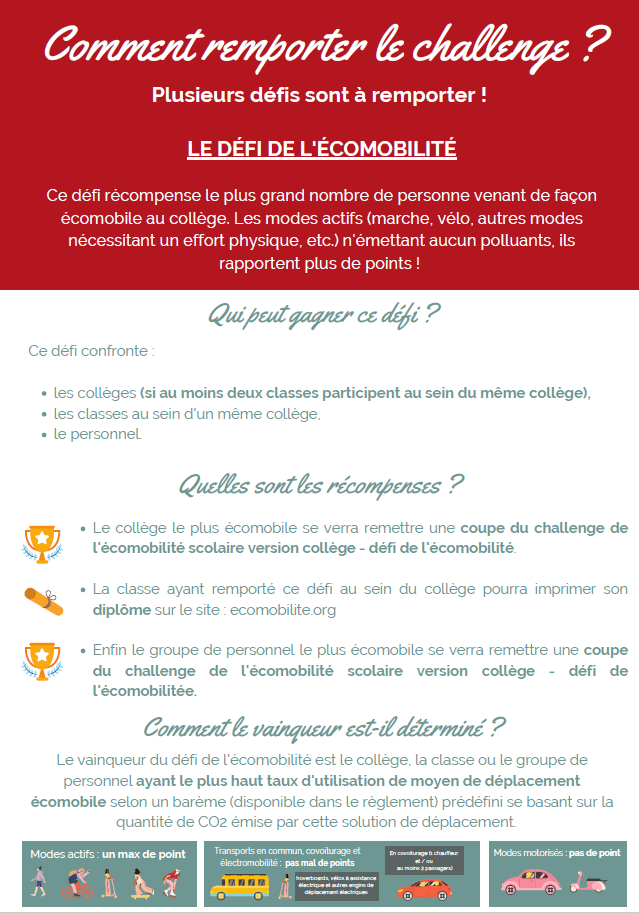 Comment remporter le challenge ?
Plusieurs défis sont à remporter !
LE DÉFI DE L'ÉCOMOBILITÉ
Ce défi récompense le plus grand nombre de personne venant de façon
écomobile au collège. Les modes actifs (marche, vélo, autres modes
nécessitant un effort physique, etc.) n'émettant aucun polluants, ils
rapportent plus de points !
Qui peut gagner ce défi ?
Ce défi confronte :
• les collèges (si au moins deux classes participent au sein du même collège),
• les classes au sein d'un même collège,
• le personnel.
Quelles sont les récompenses ?
• Le collège le plus écomobile se verra remettre une coupe du challenge de
l'écomobilité scolaire version collège - défi de l'écomobilité.
• La classe ayant remporté ce défi au sein du collège pourra imprimer son
diplôme sur le site : ecomobilite.org
• Enfin le groupe de personnel le plus écomobile se verra remettre une coupe
du challenge de l'écomobilité scolaire version collège - défi de
l'écomobilitée.
Comment le vainqueur est-il déterminé ?
Le vainqueur du défi de l'écomobilité est le collège, la classe ou le groupe de
personnel ayant le plus haut taux d'utilisation de moyen de déplacement
écomobile selon un barème (disponible dans le règlement) prédéfini se basant sur la
quantité de CO2 émise par cette solution de déplacement.
Modes actifs : un max de point
Transports en commun, covoiturage et
électromobilité : pas mal de points
hoverboards, vélos à assistance
électrique et autres engins de
déplacement électriques
En covoiturage (1 chauffeur
et / ou
au moins 2 passagers)
Modes motorisés : pas de point